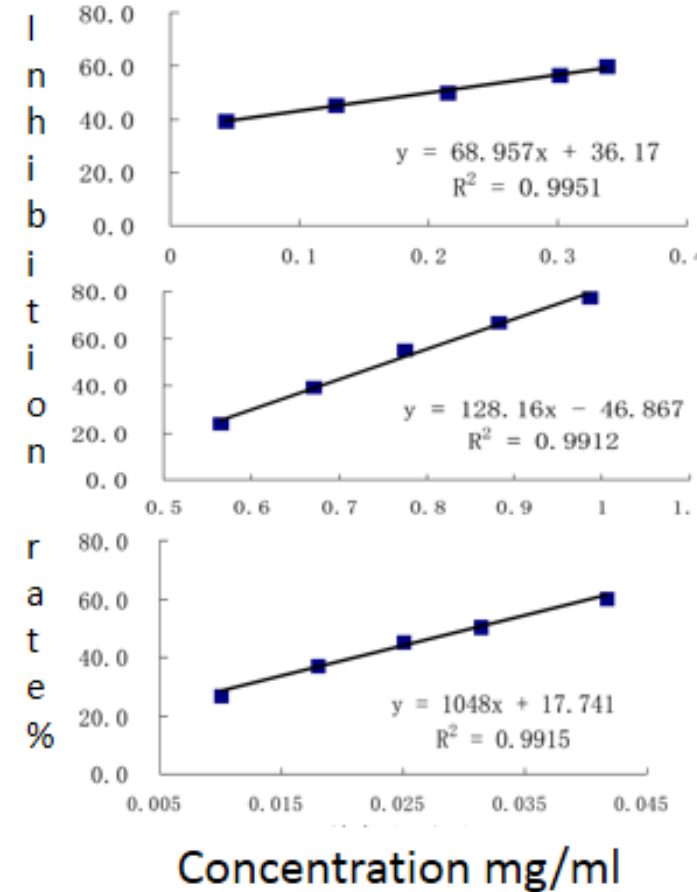 Inhibition rate%
80.0
60.0
40.0
20.0
0.0
y = 68.957x + 36.17
R² = 0.9951
0 0.1 0.2 0.3
80.0
60.0
40.0
20.0
0.0
y = 128.16x − 46.867
R² = 0.9912
0.5 0.6 0.7 0.8 0.9 1
80.0
60.0
40.0
20.0
0.0
y = 1048x + 17.741
R² = 0.9915
0.005 0.015 0.025 0.035 0.045
Concentration mg/ml